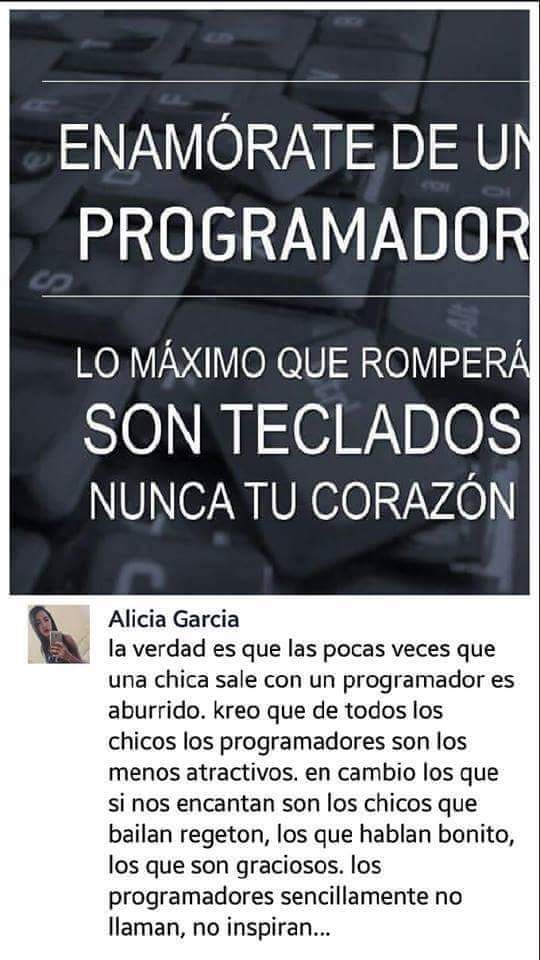 ENAMÓRATE DE UN
PROGRAMADOR
LO MÁXIMO QUE ROMPERÁ
SON TECLADOS
NUNCA TU CORAZÓN
Alicia Garcia
la verdad es que las pocas veces que
una chica sale con un programador es
aburrido. kreo que de todos los
chicos los programadores son los
menos atractivos. en cambio los que
si nos encantan son los chicos que
bailan regeton, los que hablan bonito,
los que son graciosos. los
programadores sencillamente no
llaman, no inspiran...